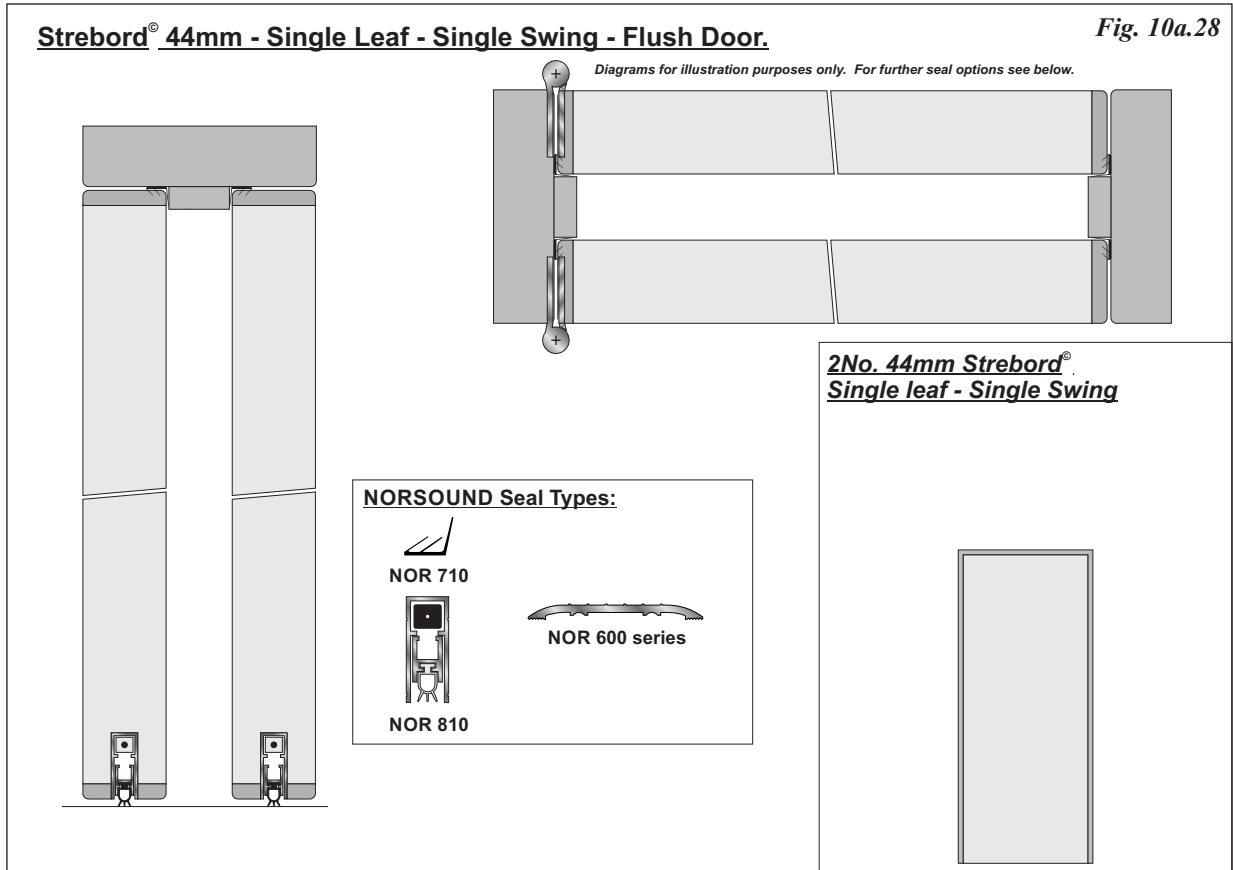 Strebord© 44mm - Single Leaf - Single Swing - Flush Door.
Fig. 10a.28
Diagrams for illustration purposes only. For further seal options see below.
2No. 44mm Strebord©
Single leaf - Single Swing
NORSOUND Seal Types:
NOR 710
NOR 600 series
NOR 810